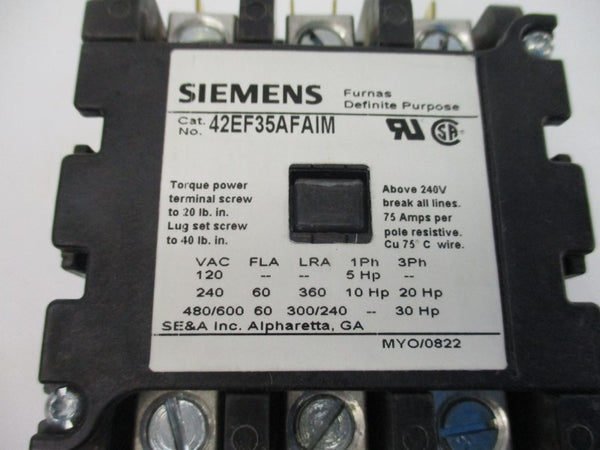 SIEMENS
Furnas
Definite Purpose
Cat.
No. 42EF35AFAIM
Torque power
terminal screw
to 20 lb. in.
Lug set screw
to 40 lb. in.
Above 240V
break all lines.
75 Amps per
pole resistive.
Cu 75° C wire.
VAC FLA LRA 1Ph 3Ph
120 -- -- 5 Hp
240 60 360 10 Hp 20 Hp
480/600 60 300/240 -- 30 Hp
SE&A Inc. Alpharetta, GA
MYO/0822